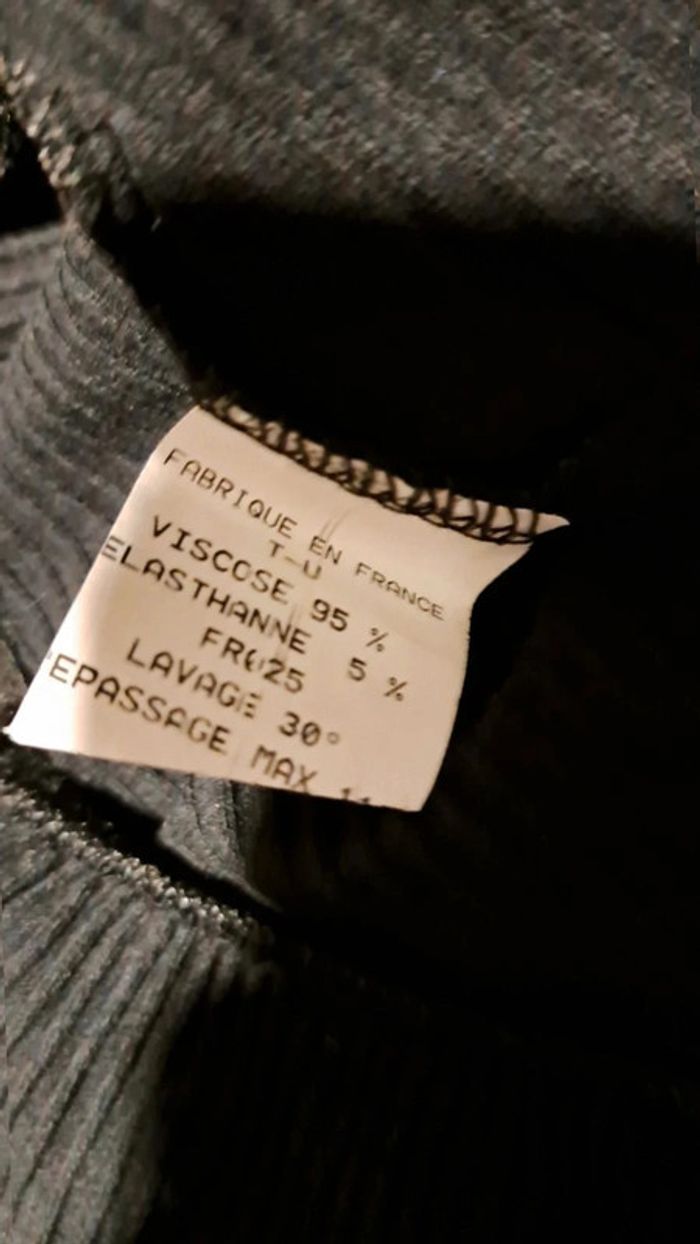 FABRIQUE EN FRANCE
T-U
VISCOSE 95 %
ELASTHANNE 5 %
FR025
LAVAGE 30°
EPASSAGE MAX